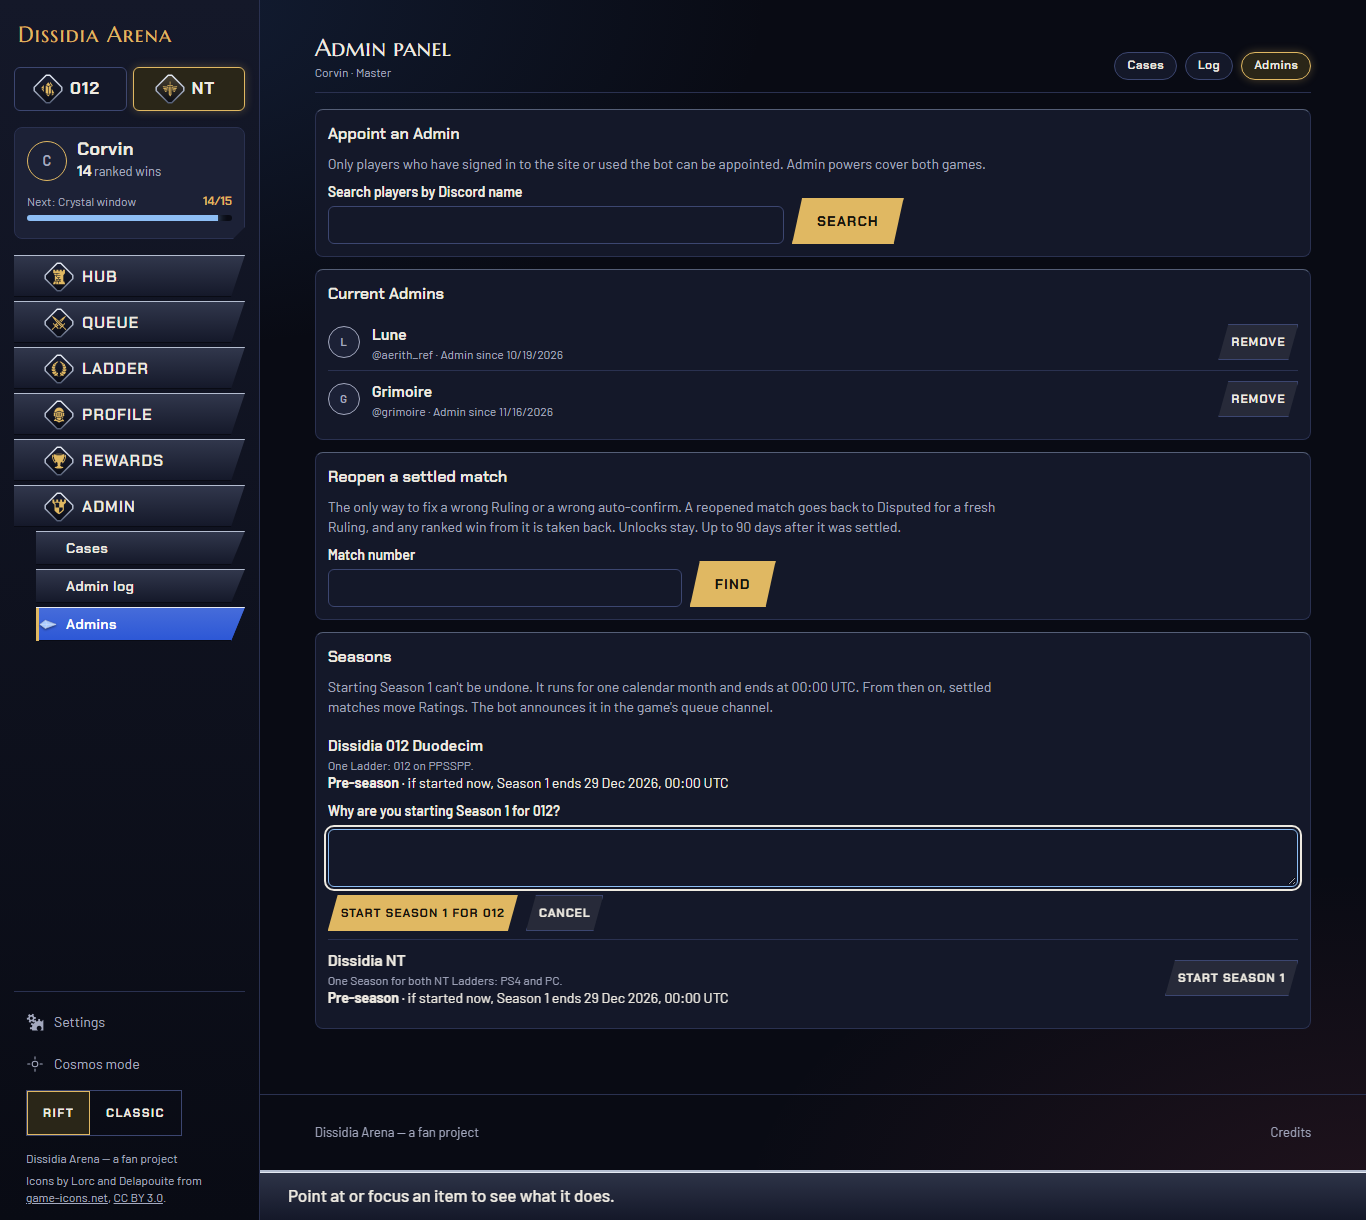 Dissidia Arena
012
NT
C
Corvin
14 ranked wins
Next: Crystal window
14/15
HUB
QUEUE
LADDER
PROFILE
REWARDS
ADMIN
Cases
Admin log
Admins
Settings
Cosmos mode
RIFT
CLASSIC
Dissidia Arena — a fan project
Icons by Lorc and Delapouite from
game-icons.net, CC BY 3.0.
Admin panel
Corvin · Master
Cases
Log
Admins
Appoint an Admin
Only players who have signed in to the site or used the bot can be appointed. Admin powers cover both games.
Search players by Discord name
SEARCH
Current Admins
L
Lune
@aerith_ref · Admin since 10/19/2026
REMOVE
G
Grimoire
@grimoire · Admin since 11/16/2026
REMOVE
Reopen a settled match
The only way to fix a wrong Ruling or a wrong auto-confirm. A reopened match goes back to Disputed for a fresh
Ruling, and any ranked win from it is taken back. Unlocks stay. Up to 90 days after it was settled.
Match number
FIND
Seasons
Starting Season 1 can't be undone. It runs for one calendar month and ends at 00:00 UTC. From then on, settled
matches move Ratings. The bot announces it in the game's queue channel.
Dissidia 012 Duodecim
One Ladder: 012 on PPSSPP.
Pre-season · if started now, Season 1 ends 29 Dec 2026, 00:00 UTC
Why are you starting Season 1 for 012?
START SEASON 1 FOR 012
CANCEL
Dissidia NT
One Season for both NT Ladders: PS4 and PC.
Pre-season · if started now, Season 1 ends 29 Dec 2026, 00:00 UTC
START SEASON 1
Dissidia Arena — a fan project
Credits
Point at or focus an item to see what it does.